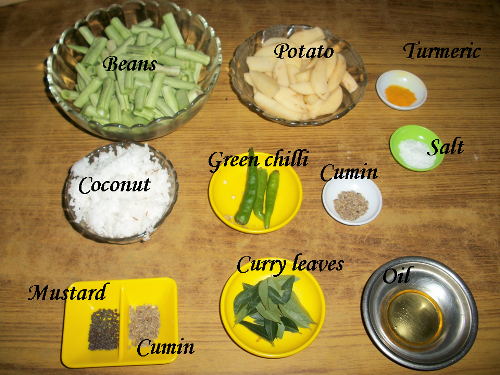 Beans
Potato
Turmeric
Salt
Coconut
Green chilli
Cumin
Mustard
Cumin
Curry leaves
Oil